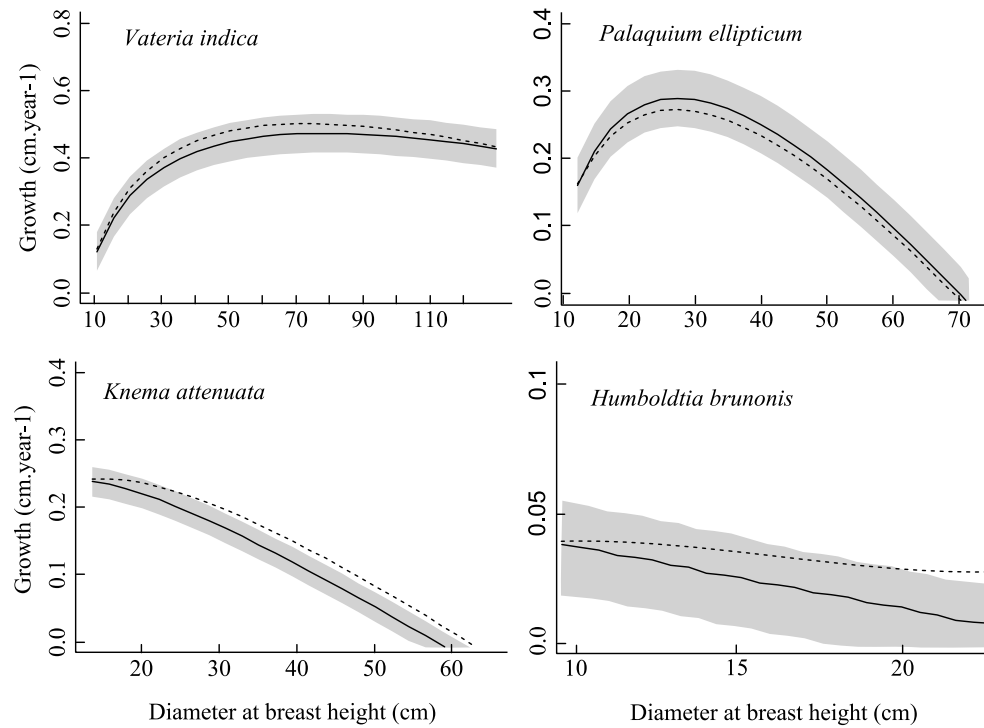 Vateria indica
Growth (cm.year-1)
0.8
0.6
0.4
0.2
0.0
10 30 50 70 90 110
Palaquium ellipticum
0.4
0.3
0.2
0.1
0.0
10 20 30 40 50 60 70
Knema attenuata
Growth (cm.year-1)
0.4
0.3
0.2
0.1
0.0
20 30 40 50 60
Diameter at breast height (cm)
Humboldtia brunonis
0.1
0.05
0.0
10 15 20
Diameter at breast height (cm)